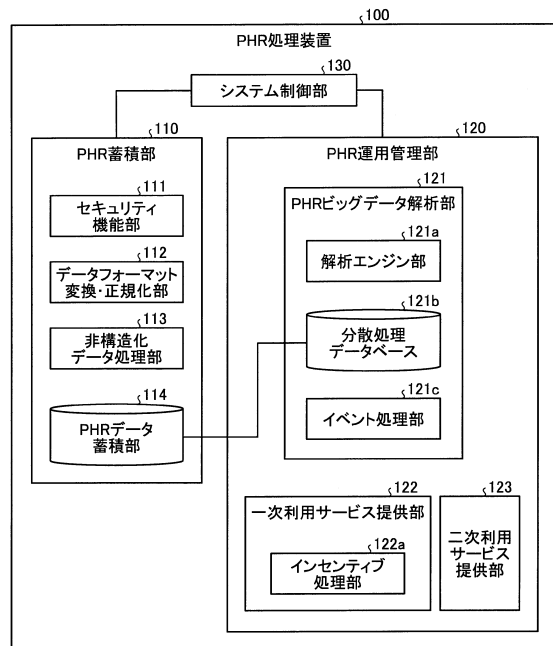 100
PHR処理装置
130
システム制御部
110
PHR蓄積部
111
セキュリティ
機能部
112
データフォーマット
変換・正規化部
113
非構造化
データ処理部
114
PHRデータ
蓄積部
120
PHR運用管理部
121
PHRビッグデータ解析部
121a
解析エンジン部
121b
分散処理
データベース
121c
イベント処理部
122
一次利用サービス提供部
122a
インセンティブ
処理部
123
二次利用
サービス
提供部